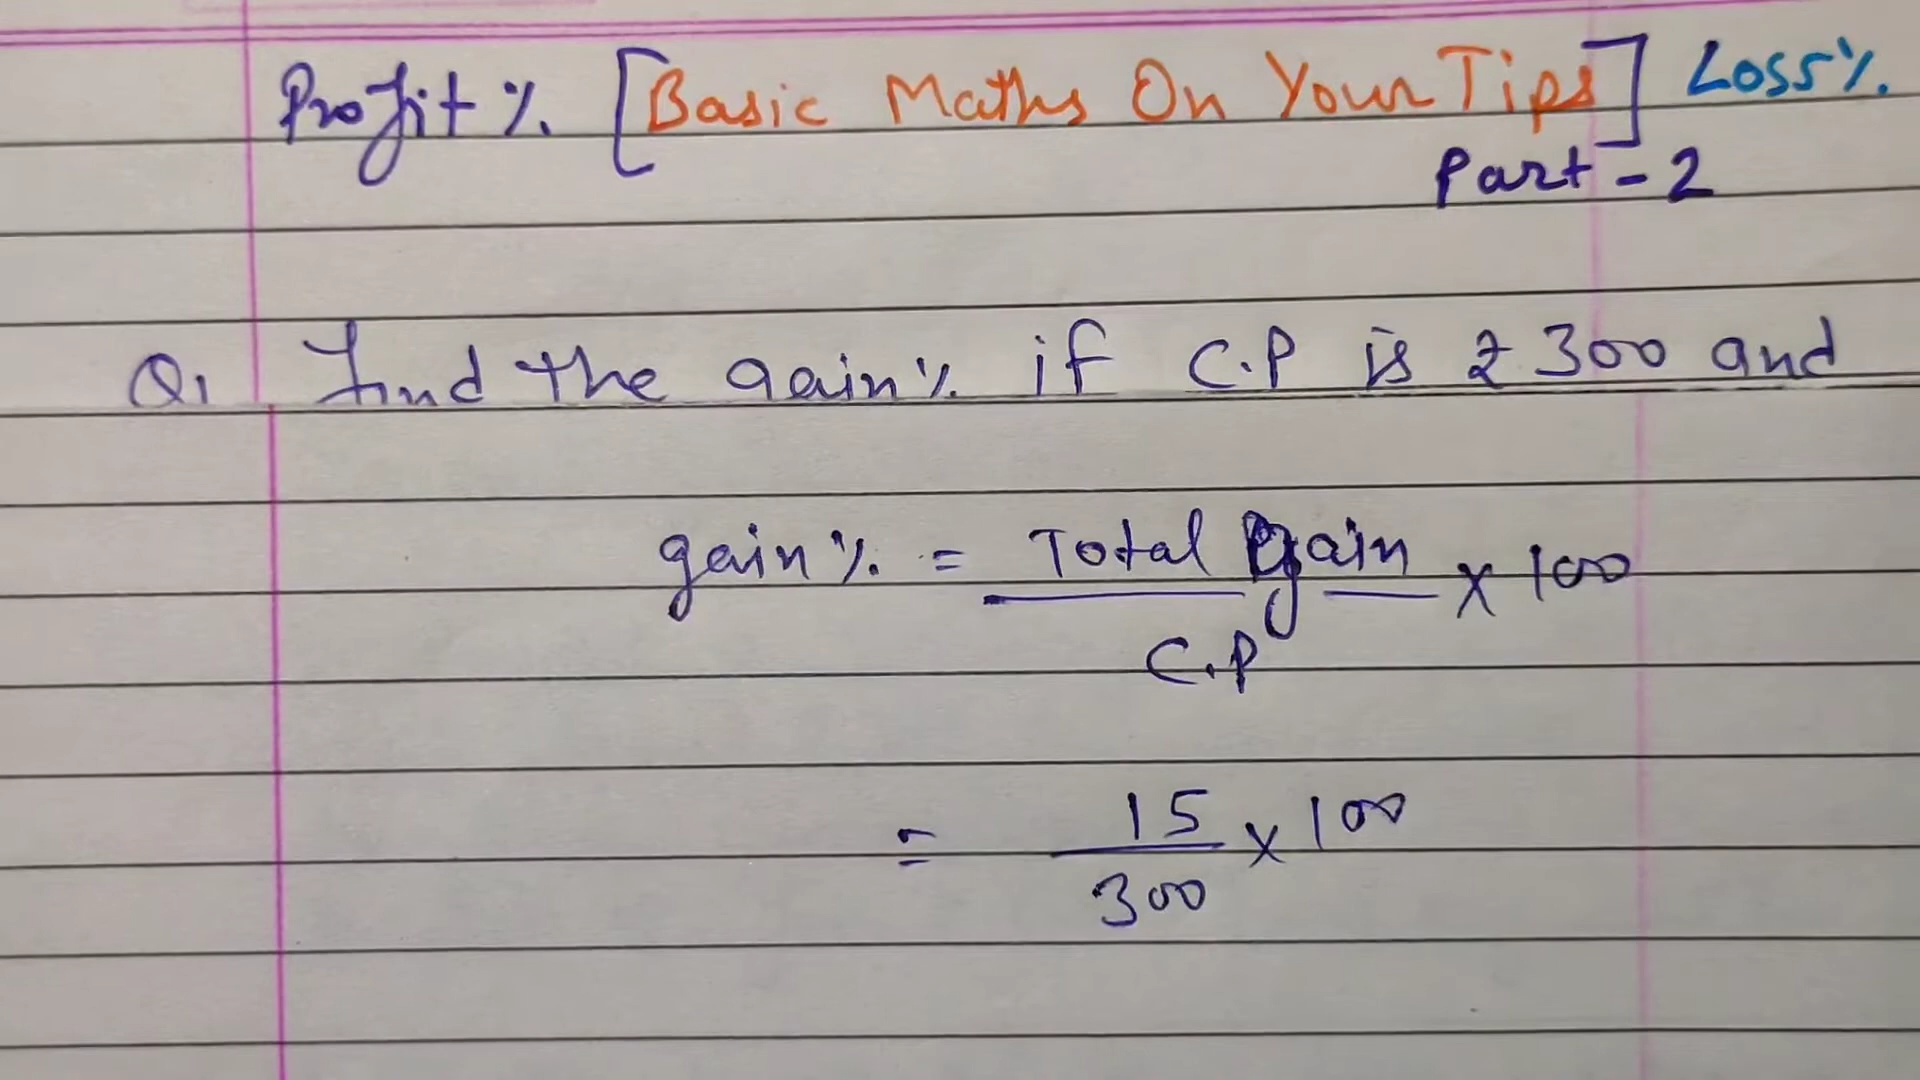 Profit % [Basic Maths On Your Tips] Loss%.
Part-2
Q1 find the gain% if C.P is ₹ 300 and
gain% = Total gain / C.P × 100
= 15/300 × 100